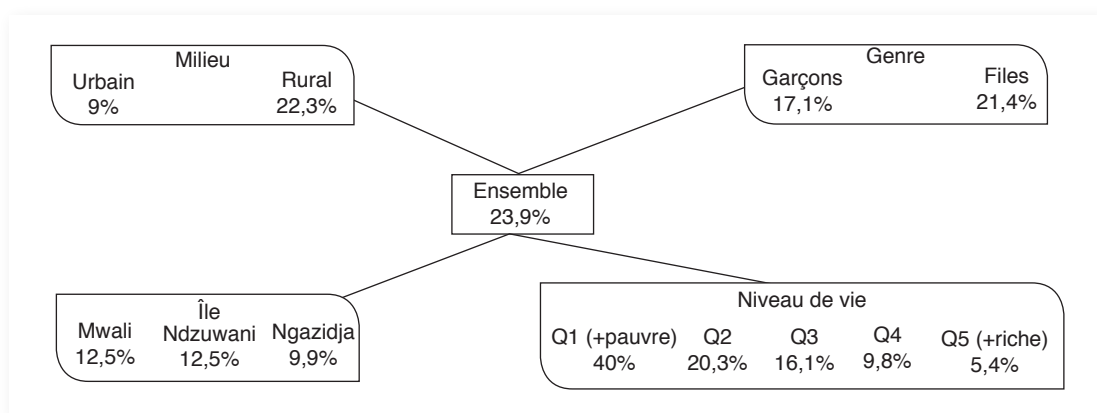 Milieu
Urbain Rural
9% 22,3%
Genre
Garçons Files
17,1% 21,4%
Ensemble
23,9%
Île
Mwali Ndzuwani Ngazidja
12,5% 12,5% 9,9%
Niveau de vie
Q1 (+pauvre) Q2 Q3 Q4 Q5 (+riche)
40% 20,3% 16,1% 9,8% 5,4%